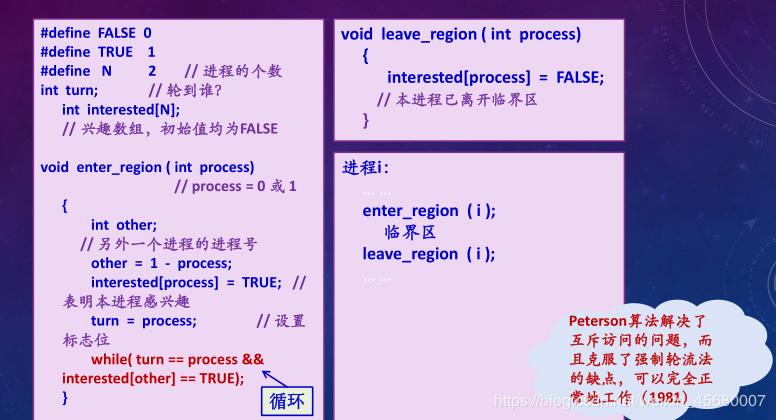 #define FALSE 0
#define TRUE 1
#define N 2 // 进程的个数
int turn; // 轮到谁?
int interested[N];
// 兴趣数组，初始值均为FALSE
void enter_region ( int process)
// process = 0 或 1
{
int other;
// 另外一个进程的进程号
other = 1 - process;
interested[process] = TRUE; //
表明本进程感兴趣
turn = process; // 设置
标志位
while( turn == process &&
interested[other] == TRUE);
}
循环
void leave_region ( int process)
{
interested[process] = FALSE;
// 本进程已离开临界区
}
进程i:
... ...
enter_region ( i );
临界区
leave_region ( i );
... ...
Peterson算法解决了
互斥访问的问题，而
且克服了强制轮流法
的缺点，可以完全正
常地工作（1981）